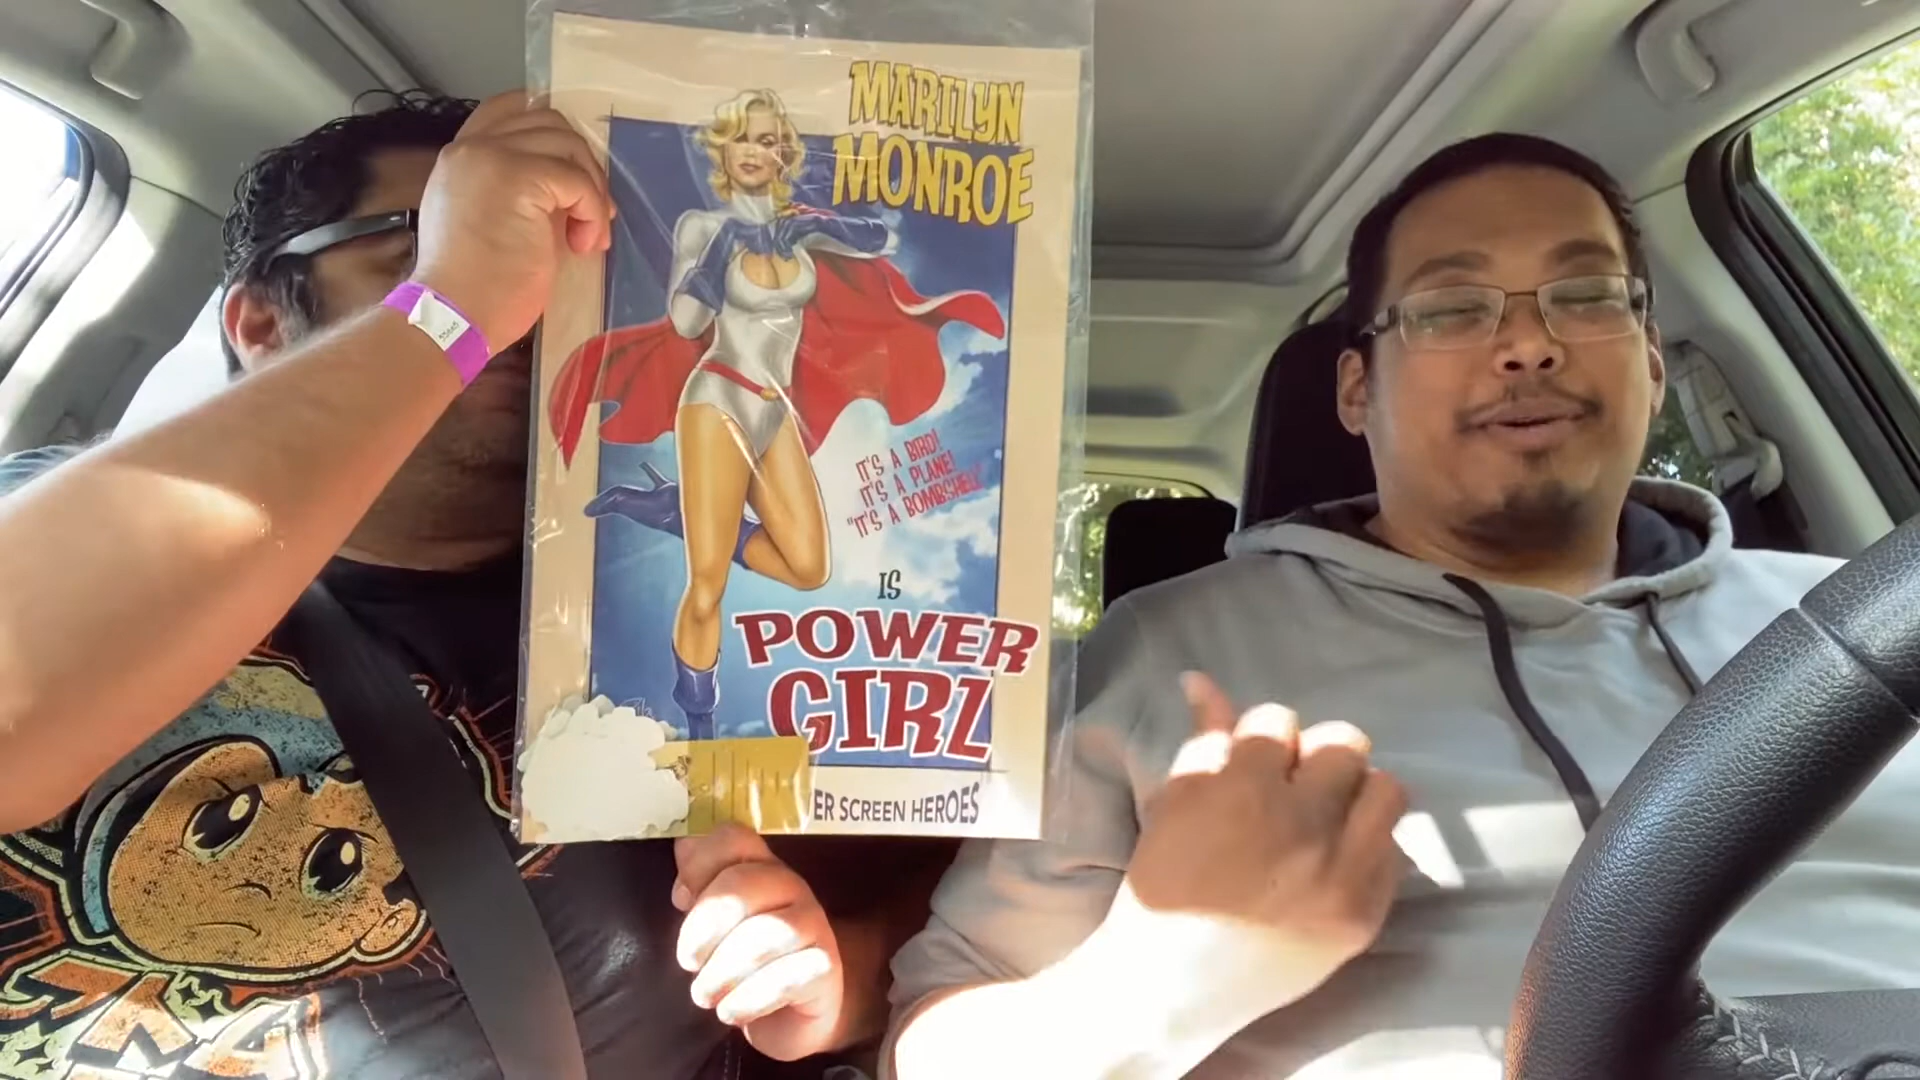 MARILYN
MONROE
IT'S A BIRD!
IT'S A PLANE!
"IT'S A BOMBSHELL"
IS
POWER
GIRL
ER SCREEN HEROES